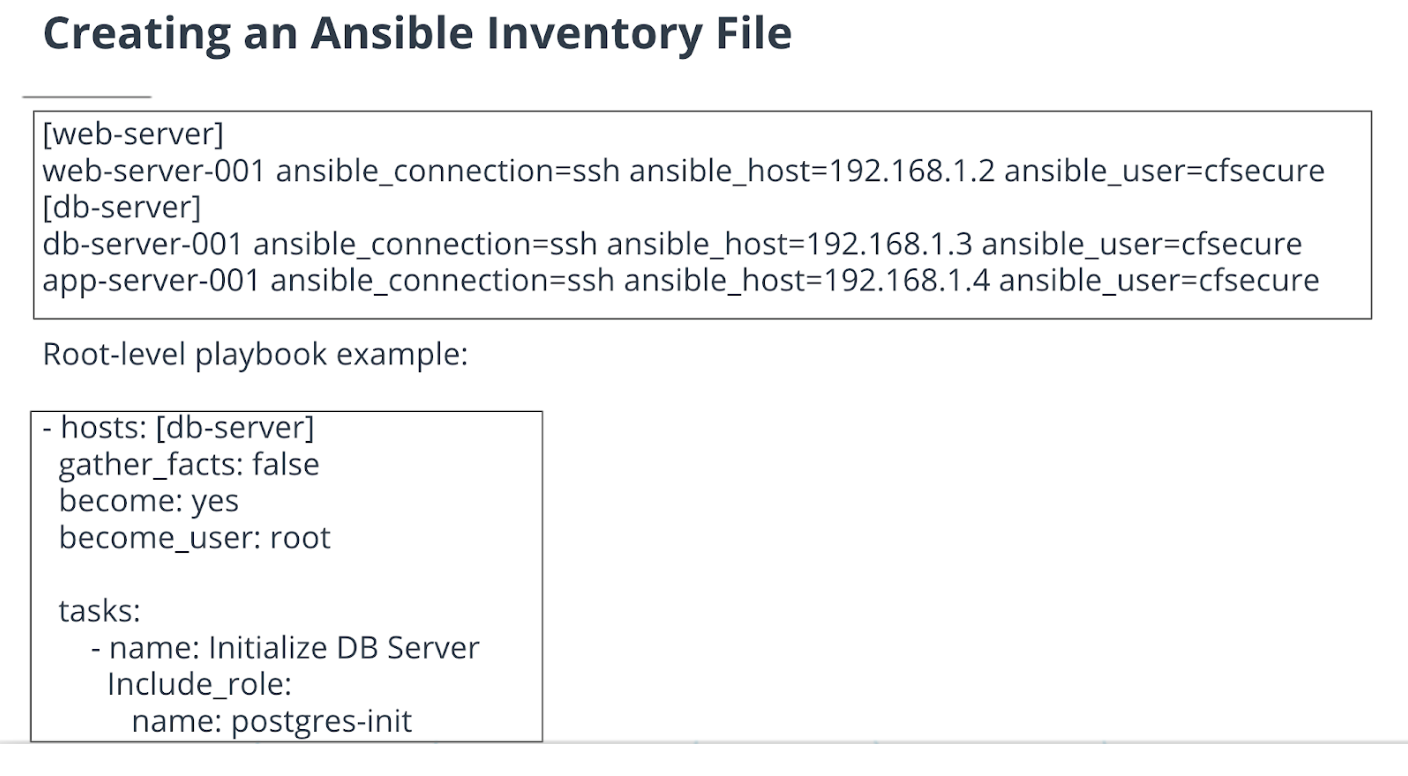 Creating an Ansible Inventory File
[web-server]
web-server-001 ansible_connection=ssh ansible_host=192.168.1.2 ansible_user=cfsecure
[db-server]
db-server-001 ansible_connection=ssh ansible_host=192.168.1.3 ansible_user=cfsecure
app-server-001 ansible_connection=ssh ansible_host=192.168.1.4 ansible_user=cfsecure
Root-level playbook example:
- hosts: [db-server]
gather_facts: false
become: yes
become_user: root
tasks:
- name: Initialize DB Server
Include_role:
name: postgres-init